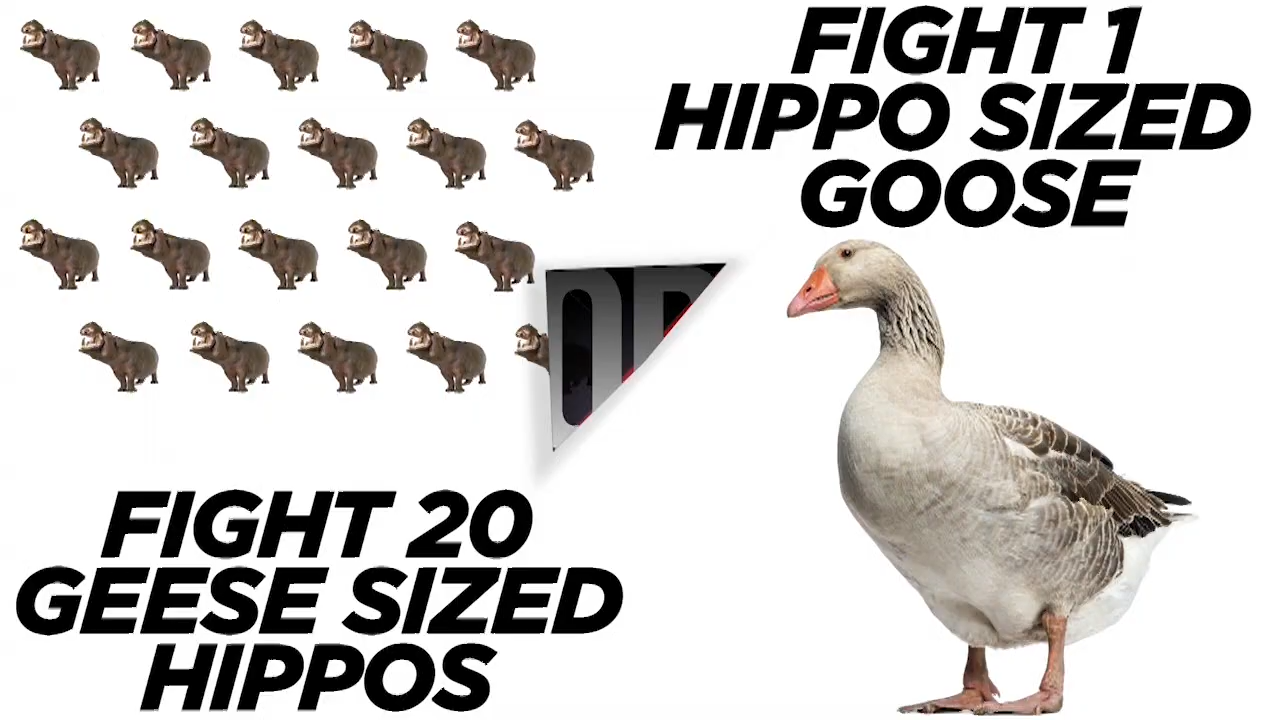 FIGHT 1
HIPPO SIZED
GOOSE
FIGHT 20
GEESE SIZED
HIPPOS